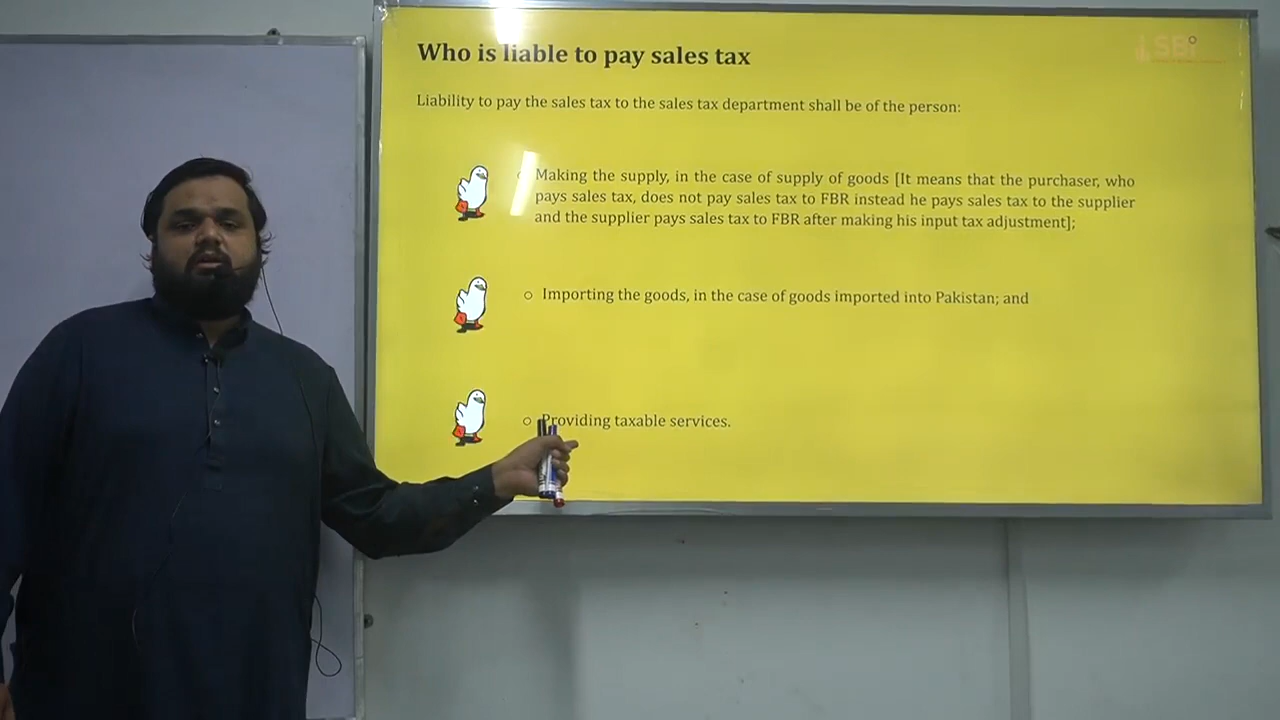 Who is liable to pay sales tax
SB
Liability to pay the sales tax to the sales tax department shall be of the person:
Making the supply, in the case of supply of goods [It means that the purchaser, who
pays sales tax, does not pay sales tax to FBR instead he pays sales tax to the supplier
and the supplier pays sales tax to FBR after making his input tax adjustment];
Importing the goods, in the case of goods imported into Pakistan; and
Providing taxable services.